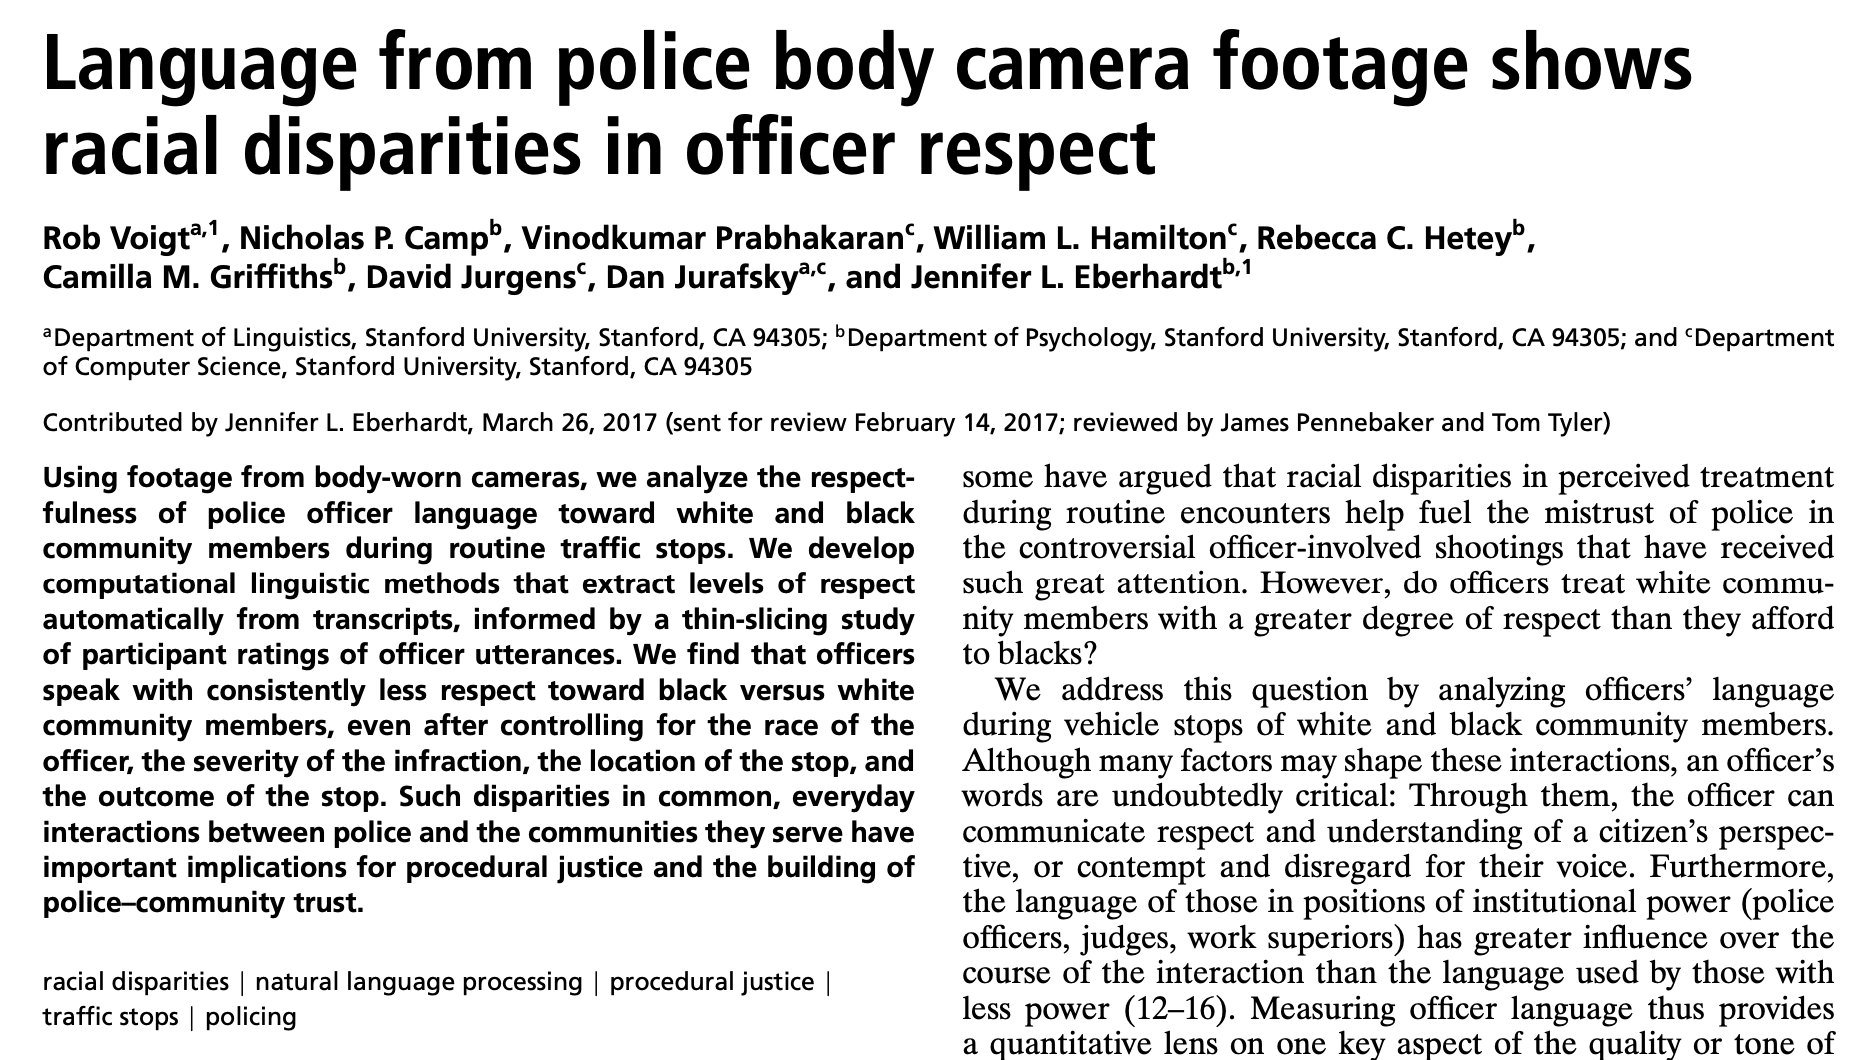 Language from police body camera footage shows
racial disparities in officer respect
Rob Voigt^a,1, Nicholas P. Camp^b, Vinodkumar Prabhakaran^c, William L. Hamilton^c, Rebecca C. Hetey^b,
Camilla M. Griffiths^b, David Jurgens^c, Dan Jurafsky^a,c, and Jennifer L. Eberhardt^b,1
^aDepartment of Linguistics, Stanford University, Stanford, CA 94305; ^bDepartment of Psychology, Stanford University, Stanford, CA 94305; and ^cDepartment
of Computer Science, Stanford University, Stanford, CA 94305
Contributed by Jennifer L. Eberhardt, March 26, 2017 (sent for review February 14, 2017; reviewed by James Pennebaker and Tom Tyler)
Using footage from body-worn cameras, we analyze the respect-
fulness of police officer language toward white and black
community members during routine traffic stops. We develop
computational linguistic methods that extract levels of respect
automatically from transcripts, informed by a thin-slicing study
of participant ratings of officer utterances. We find that officers
speak with consistently less respect toward black versus white
community members, even after controlling for the race of the
officer, the severity of the infraction, the location of the stop, and
the outcome of the stop. Such disparities in common, everyday
interactions between police and the communities they serve have
important implications for procedural justice and the building of
police–community trust.
racial disparities | natural language processing | procedural justice |
traffic stops | policing
some have argued that racial disparities in perceived treatment
during routine encounters help fuel the mistrust of police in
the controversial officer-involved shootings that have received
such great attention. However, do officers treat white commu-
nity members with a greater degree of respect than they afford
to blacks?
We address this question by analyzing officers' language
during vehicle stops of white and black community members.
Although many factors may shape these interactions, an officer's
words are undoubtedly critical: Through them, the officer can
communicate respect and understanding of a citizen's perspec-
tive, or contempt and disregard for their voice. Furthermore,
the language of those in positions of institutional power (police
officers, judges, work superiors) has greater influence over the
course of the interaction than the language used by those with
less power (12–16). Measuring officer language thus provides
a quantitative lens on one key aspect of the quality or tone of